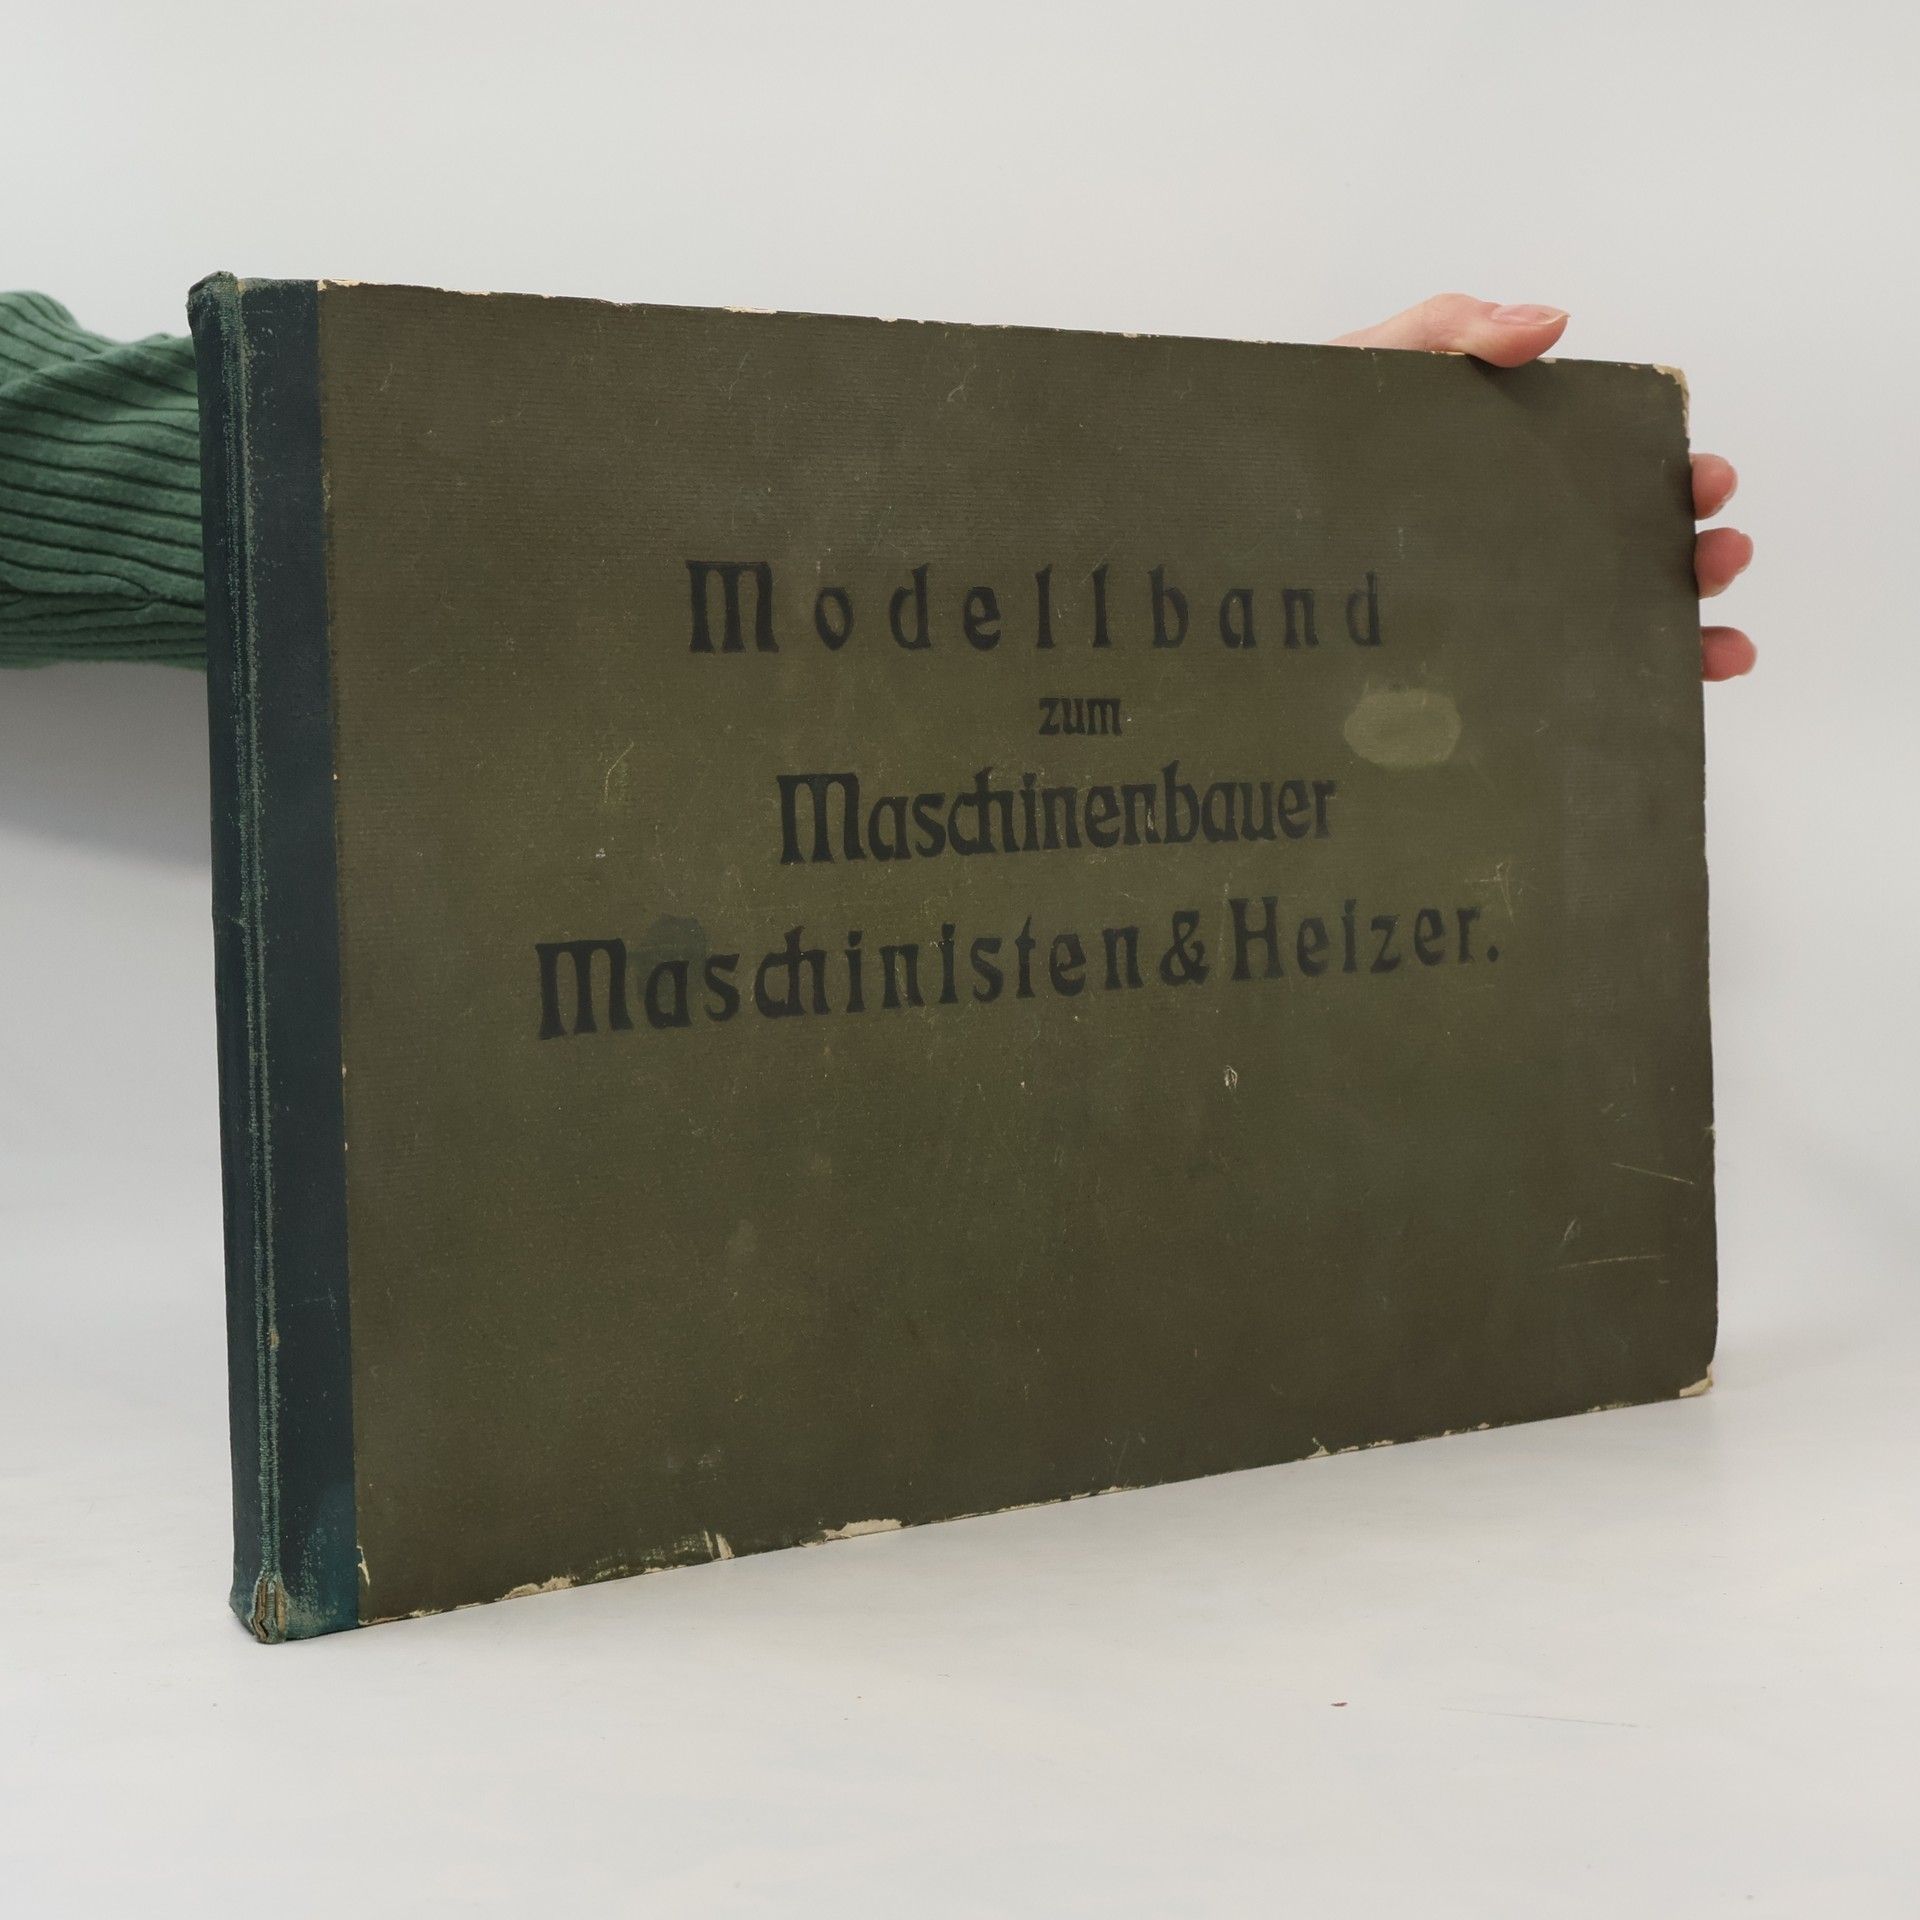 Modellband
zum
Maschinenbauer
Maschinisten & Heizer.